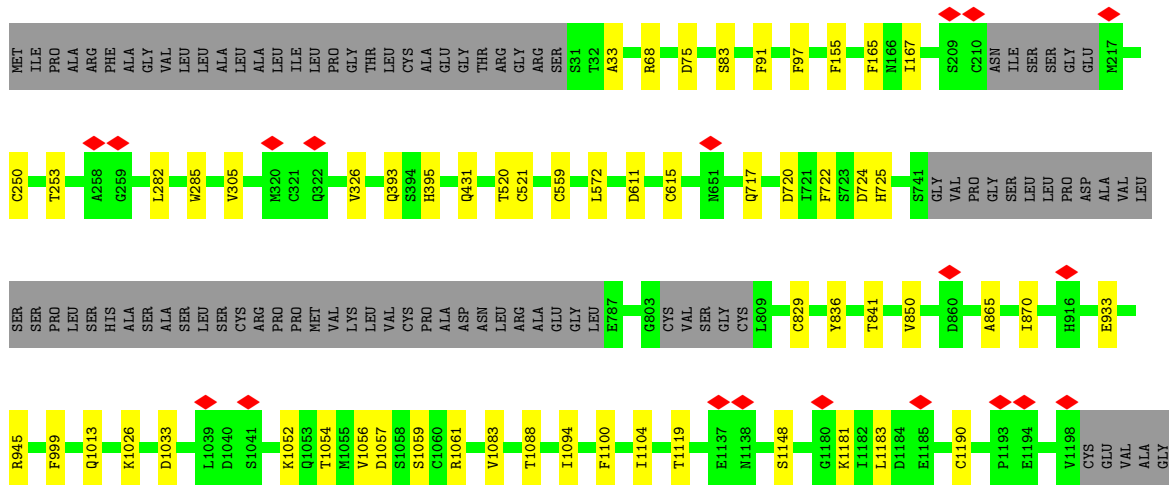 MET ILE PRO ALA ARG PHE ALA GLY VAL LEU LEU ALA LEU ALA LEU ILE LEU PRO GLY THR LEU CYS ALA GLU GLY THR ARG GLY ARG SER S31 T32 A33 R68 D75 S83 F91 F97 F155 F165 N166 I167 S209 C210 ASN ILE SER SER GLY GLU M217
C250 T253 A258 G259 L282 W285 V305 M320 C321 Q322 V326 Q393 S394 H395 Q431 T520 C521 C559 L572 D611 C615 N651 Q717 D720 I721 F722 S723 D724 H725 S741 GLY VAL PRO GLY SER LEU LEU PRO ASP ALA VAL LEU
SER SER PRO LEU SER HIS ALA SER ALA SER LEU SER CYS ARG PRO PRO MET VAL LYS LEU VAL CYS PRO ALA ASP ASN LEU ARG ALA GLU GLY LEU E787 G803 CYS VAL SER GLY CYS L809 C829 Y836 T841 V850 D860 A865 I870 H916 E933
R945 F999 Q1013 K1026 D1033 L1039 D1040 S1041 K1052 Q1053 T1054 M1055 V1056 D1057 S1058 S1059 C1060 R1061 V1083 T1088 I1094 F1100 I1104 T1119 E1137 N1138 S1148 G1180 K1181 I1182 L1183 D1184 E1185 C1190 P1193 E1194 V1198 CYS GLU VAL ALA GLY